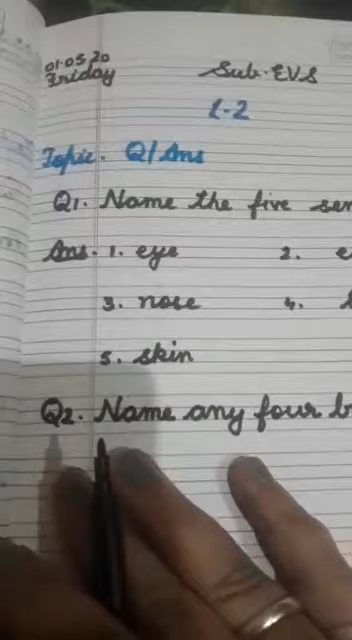 01.05.20 Sub. EVS
Friday
L-2
Topic. Q/Ans
Q1. Name the five
Ans. 1. eye 2.
3. nose 4.
5. skin
Q2. Name any four